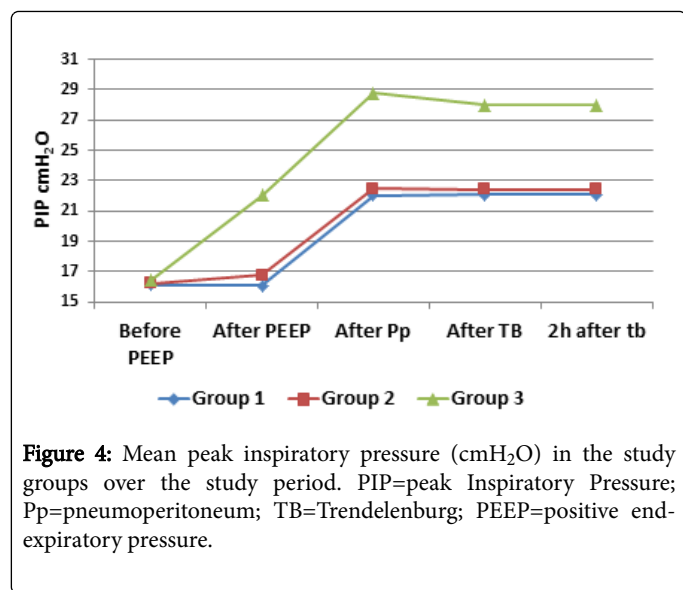 31
29
27
25
23
21
19
17
15
PIP cmH₂O
Before PEEP
After PEEP
After Pp
After TB
2h after tb
Group 1
Group 2
Group 3
Figure 4: Mean peak inspiratory pressure (cmH₂O) in the study
groups over the study period. PIP=peak Inspiratory Pressure;
Pp=pneumoperitoneum; TB=Trendelenburg; PEEP=positive end-
expiratory pressure.